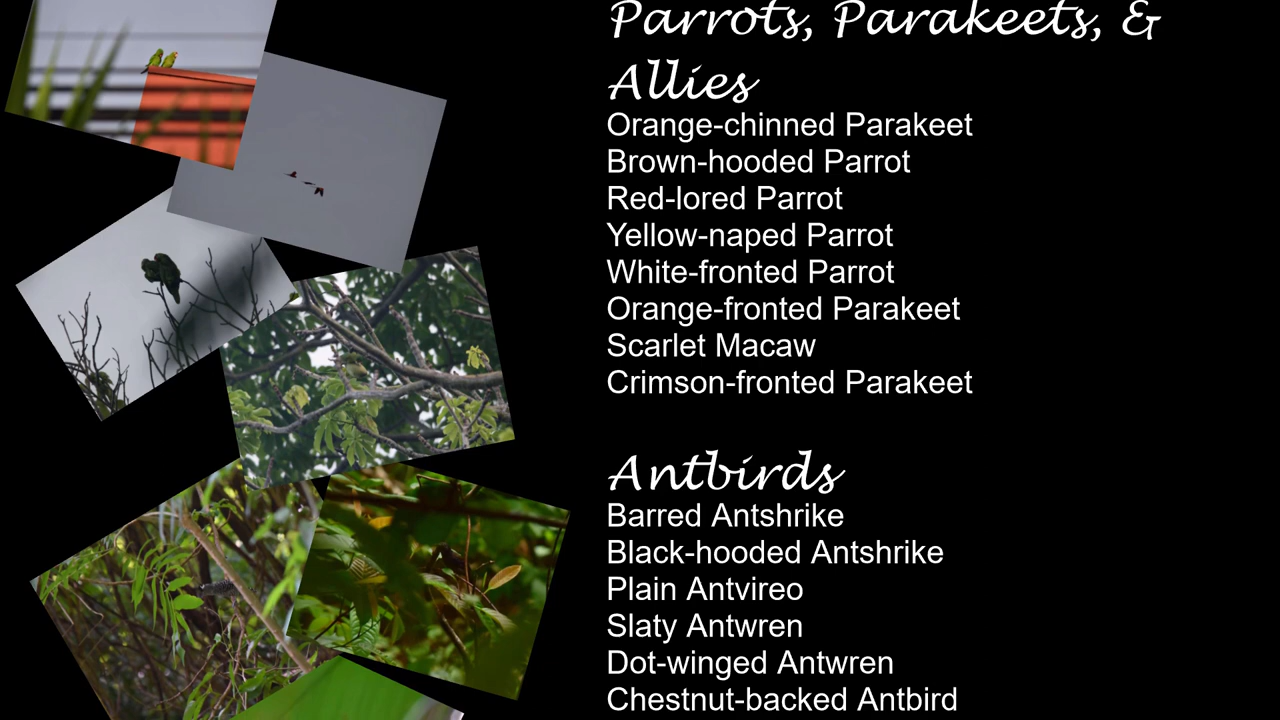 Parrots, Parakeets, &
Allies
Orange-chinned Parakeet
Brown-hooded Parrot
Red-lored Parrot
Yellow-naped Parrot
White-fronted Parrot
Orange-fronted Parakeet
Scarlet Macaw
Crimson-fronted Parakeet
Antbirds
Barred Antshrike
Black-hooded Antshrike
Plain Antvireo
Slaty Antwren
Dot-winged Antwren
Chestnut-backed Antbird